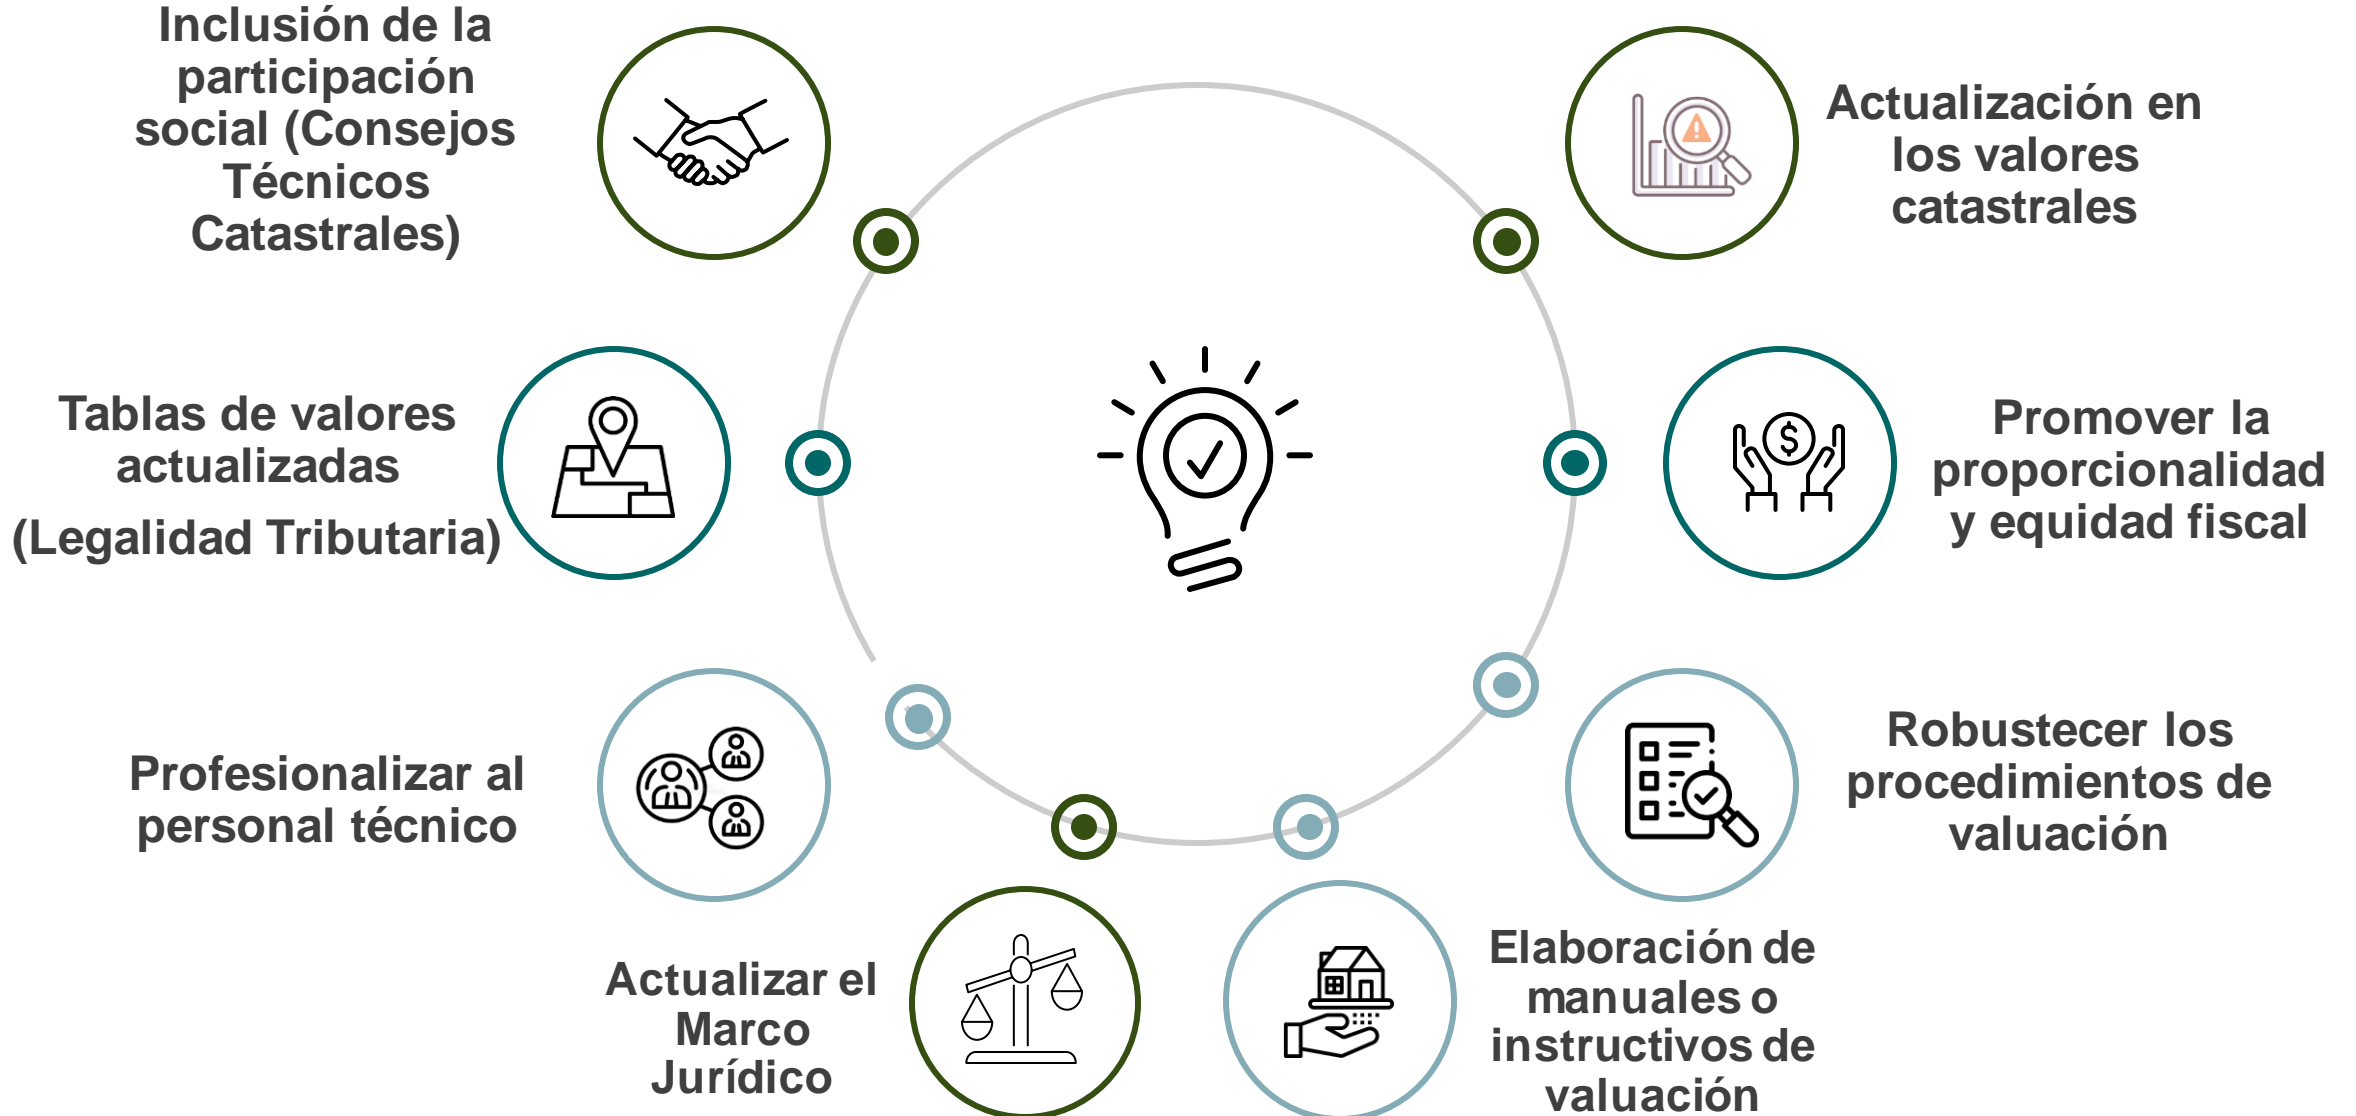 Inclusión de la
participación
social (Consejos
Técnicos
Catastrales)
Actualización en
los valores
catastrales
Tablas de valores
actualizadas
(Legalidad Tributaria)
$
Promover la
proporcionalidad
y equidad fiscal
Profesionalizar al
personal técnico
Robustecer los
procedimientos de
valuación
Actualizar el
Marco
Jurídico
Elaboración de
manuales o
instructivos de
valuación